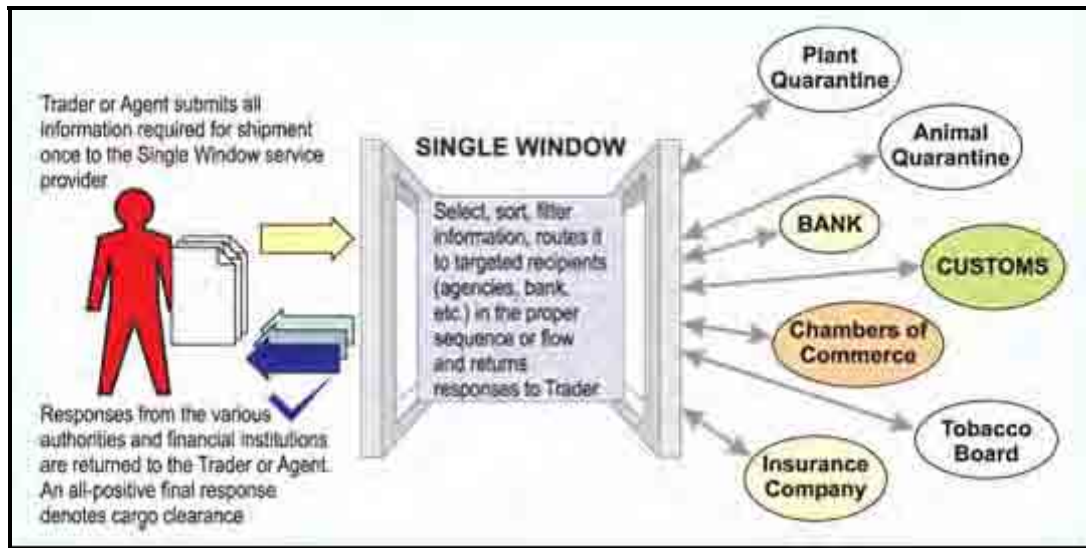 Trader or Agent submits all
information required for shipment
once to the Single Window service
provider
Responses from the various
authorities and financial institutions
are returned to the Trader or Agent.
An all-positive final response
denotes cargo clearance
SINGLE WINDOW
Select, sort, filter
information, routes it
to targeted recipients
(agencies, bank,
etc.) in the proper
sequence or flow
and returns
responses to Trader
Plant
Quarantine
Animal
Quarantine
BANK
CUSTOMS
Chambers of
Commerce
Tobacco
Board
Insurance
Company